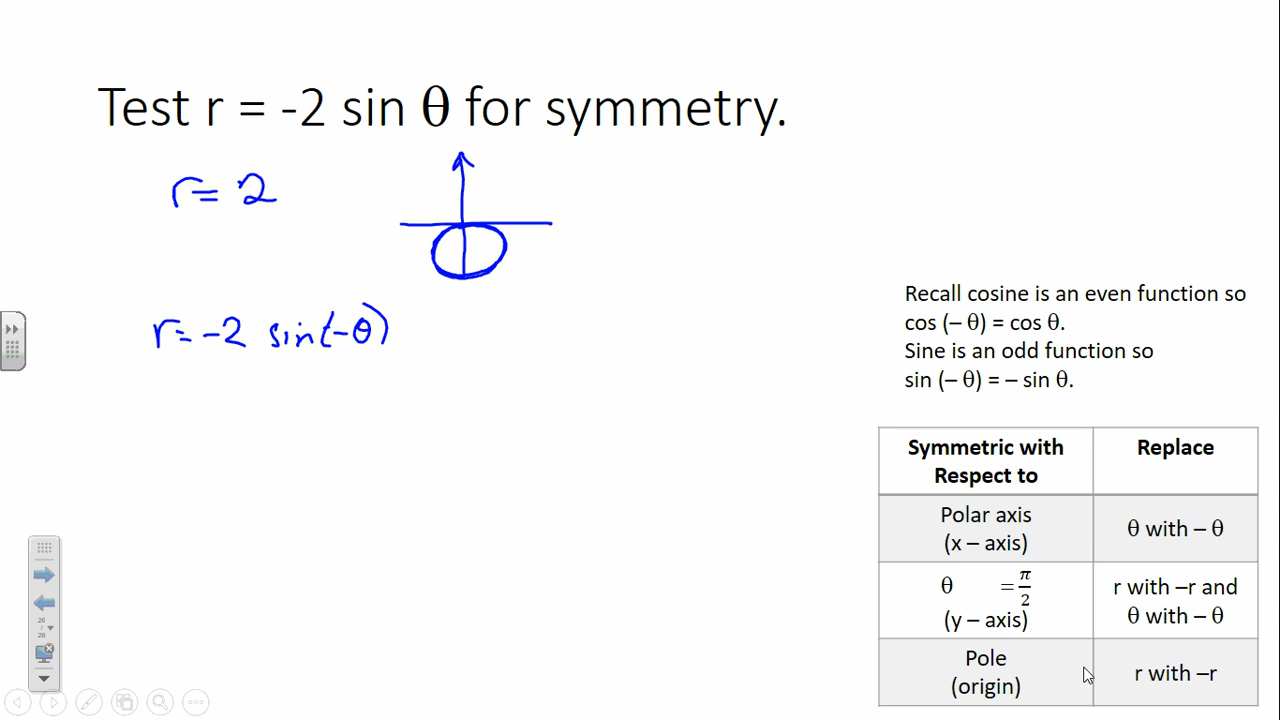 Test r = -2 sin θ for symmetry.
r = 2
r = -2 sin(-θ)
Recall cosine is an even function so
cos (– θ) = cos θ.
Sine is an odd function so
sin (– θ) = – sin θ.
Symmetric with
Respect to
Replace
Polar axis
(x – axis)
θ with – θ
θ = π/2
(y – axis)
r with –r and
θ with – θ
Pole
(origin)
r with –r
26
/
26